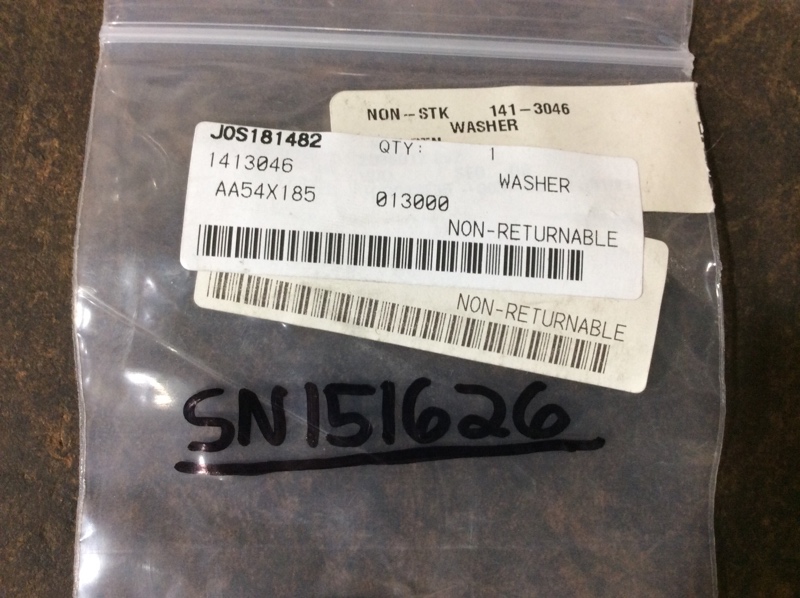 NON-STK 141-3046
WASHER
JOS181482
QTY: 1
1413046
WASHER
AA54X185 013000
NON-RETURNABLE
NON-RETURNABLE
SN151626